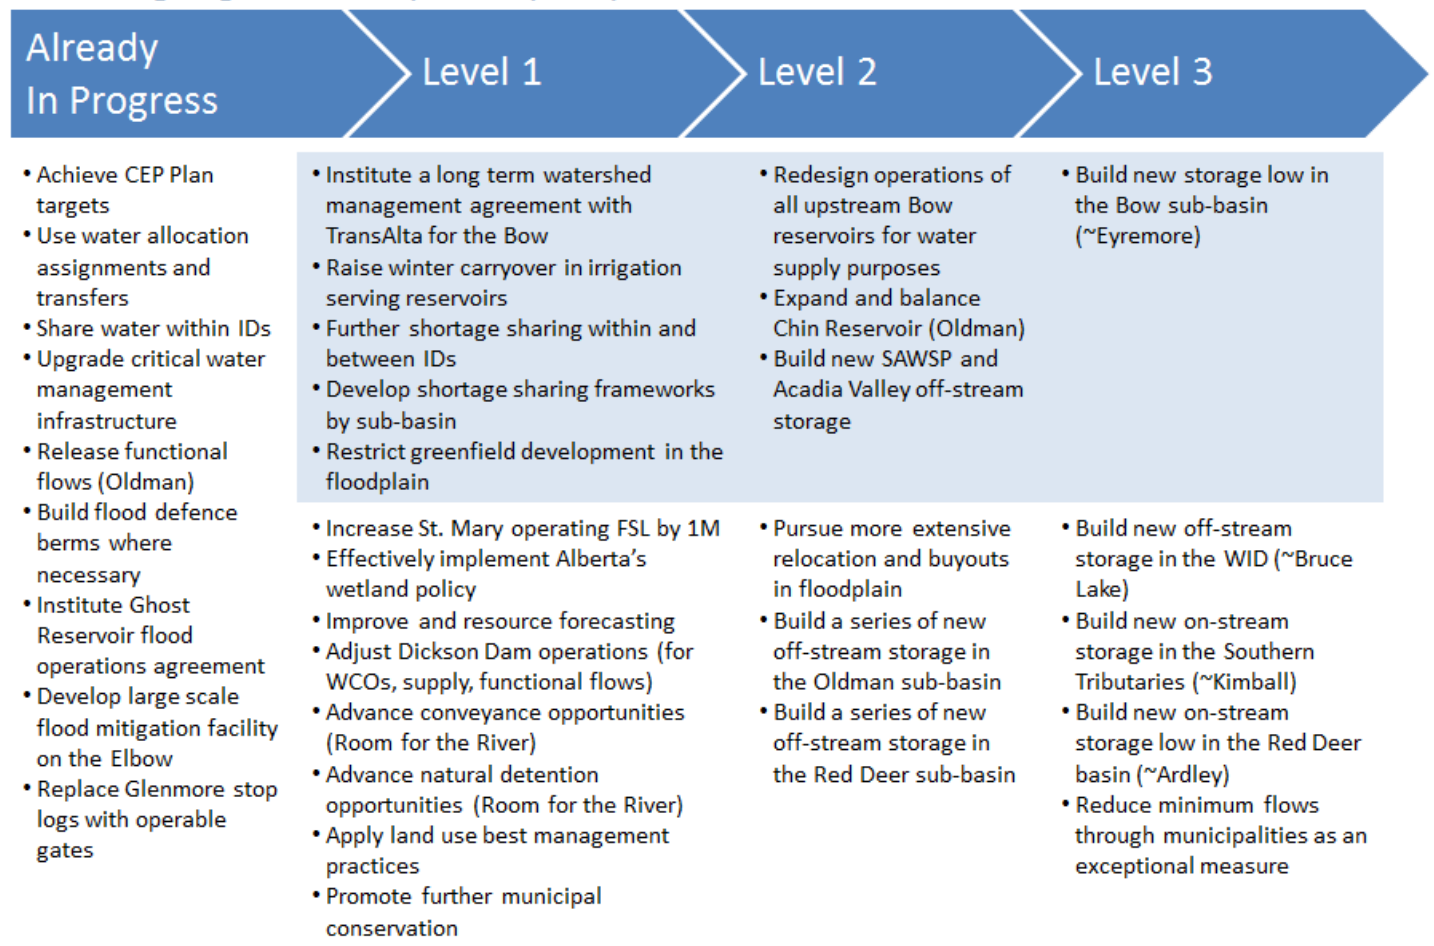 Already
In Progress
Level 1
Level 2
Level 3
• Achieve CEP Plan
targets
• Use water allocation
assignments and
transfers
• Share water within IDs
• Upgrade critical water
management
infrastructure
• Release functional
flows (Oldman)
• Build flood defence
berms where
necessary
• Institute Ghost
Reservoir flood
operations agreement
• Develop large scale
flood mitigation facility
on the Elbow
• Replace Glenmore stop
logs with operable
gates
• Institute a long term watershed
management agreement with
TransAlta for the Bow
• Raise winter carryover in irrigation
serving reservoirs
• Further shortage sharing within and
between IDs
• Develop shortage sharing frameworks
by sub-basin
• Restrict greenfield development in the
floodplain
• Increase St. Mary operating FSL by 1M
• Effectively implement Alberta's
wetland policy
• Improve and resource forecasting
• Adjust Dickson Dam operations (for
WCOs, supply, functional flows)
• Advance conveyance opportunities
(Room for the River)
• Advance natural detention
opportunities (Room for the River)
• Apply land use best management
practices
• Promote further municipal
conservation
• Redesign operations of
all upstream Bow
reservoirs for water
supply purposes
• Expand and balance
Chin Reservoir (Oldman)
• Build new SAWSP and
Acadia Valley off-stream
storage
• Pursue more extensive
relocation and buyouts
in floodplain
• Build a series of new
off-stream storage in
the Oldman sub-basin
• Build a series of new
off-stream storage in
the Red Deer sub-basin
• Build new storage low in
the Bow sub-basin
(~Eyremore)
• Build new off-stream
storage in the WID (~Bruce
Lake)
• Build new on-stream
storage in the Southern
Tributaries (~Kimball)
• Build new on-stream
storage low in the Red Deer
basin (~Ardley)
• Reduce minimum flows
through municipalities as an
exceptional measure